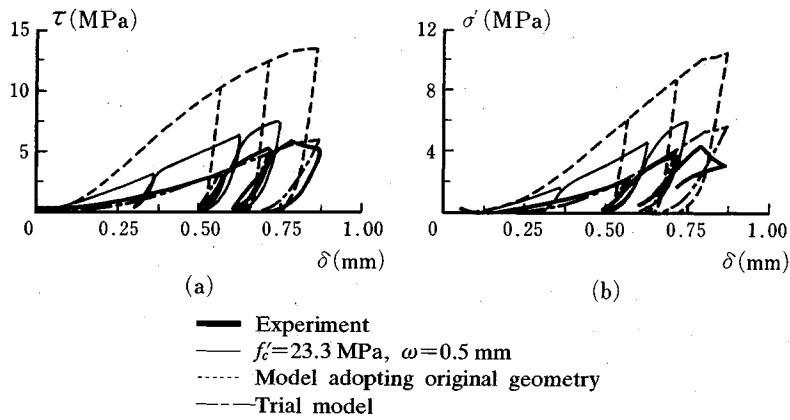 τ(MPa)
15
10
5
0 0.25 0.50 0.75 1.00
δ(mm)
(a)
σ′(MPa)
12
8
4
0 0.25 0.50 0.75 1.00
δ(mm)
(b)
Experiment
f′c=23.3 MPa, ω=0.5 mm
Model adopting original geometry
Trial model